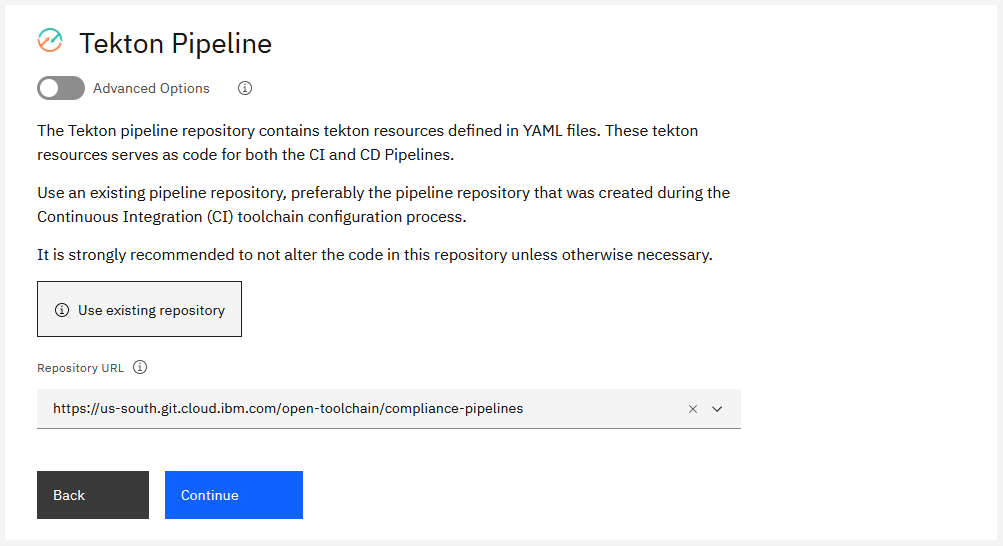 Tekton Pipeline
Advanced Options
The Tekton pipeline repository contains tekton resources defined in YAML files. These tekton
resources serves as code for both the CI and CD Pipelines.
Use an existing pipeline repository, preferably the pipeline repository that was created during the
Continuous Integration (CI) toolchain configuration process.
It is strongly recommended to not alter the code in this repository unless otherwise necessary.
Use existing repository
Repository URL
https://us-south.git.cloud.ibm.com/open-toolchain/compliance-pipelines
Back
Continue